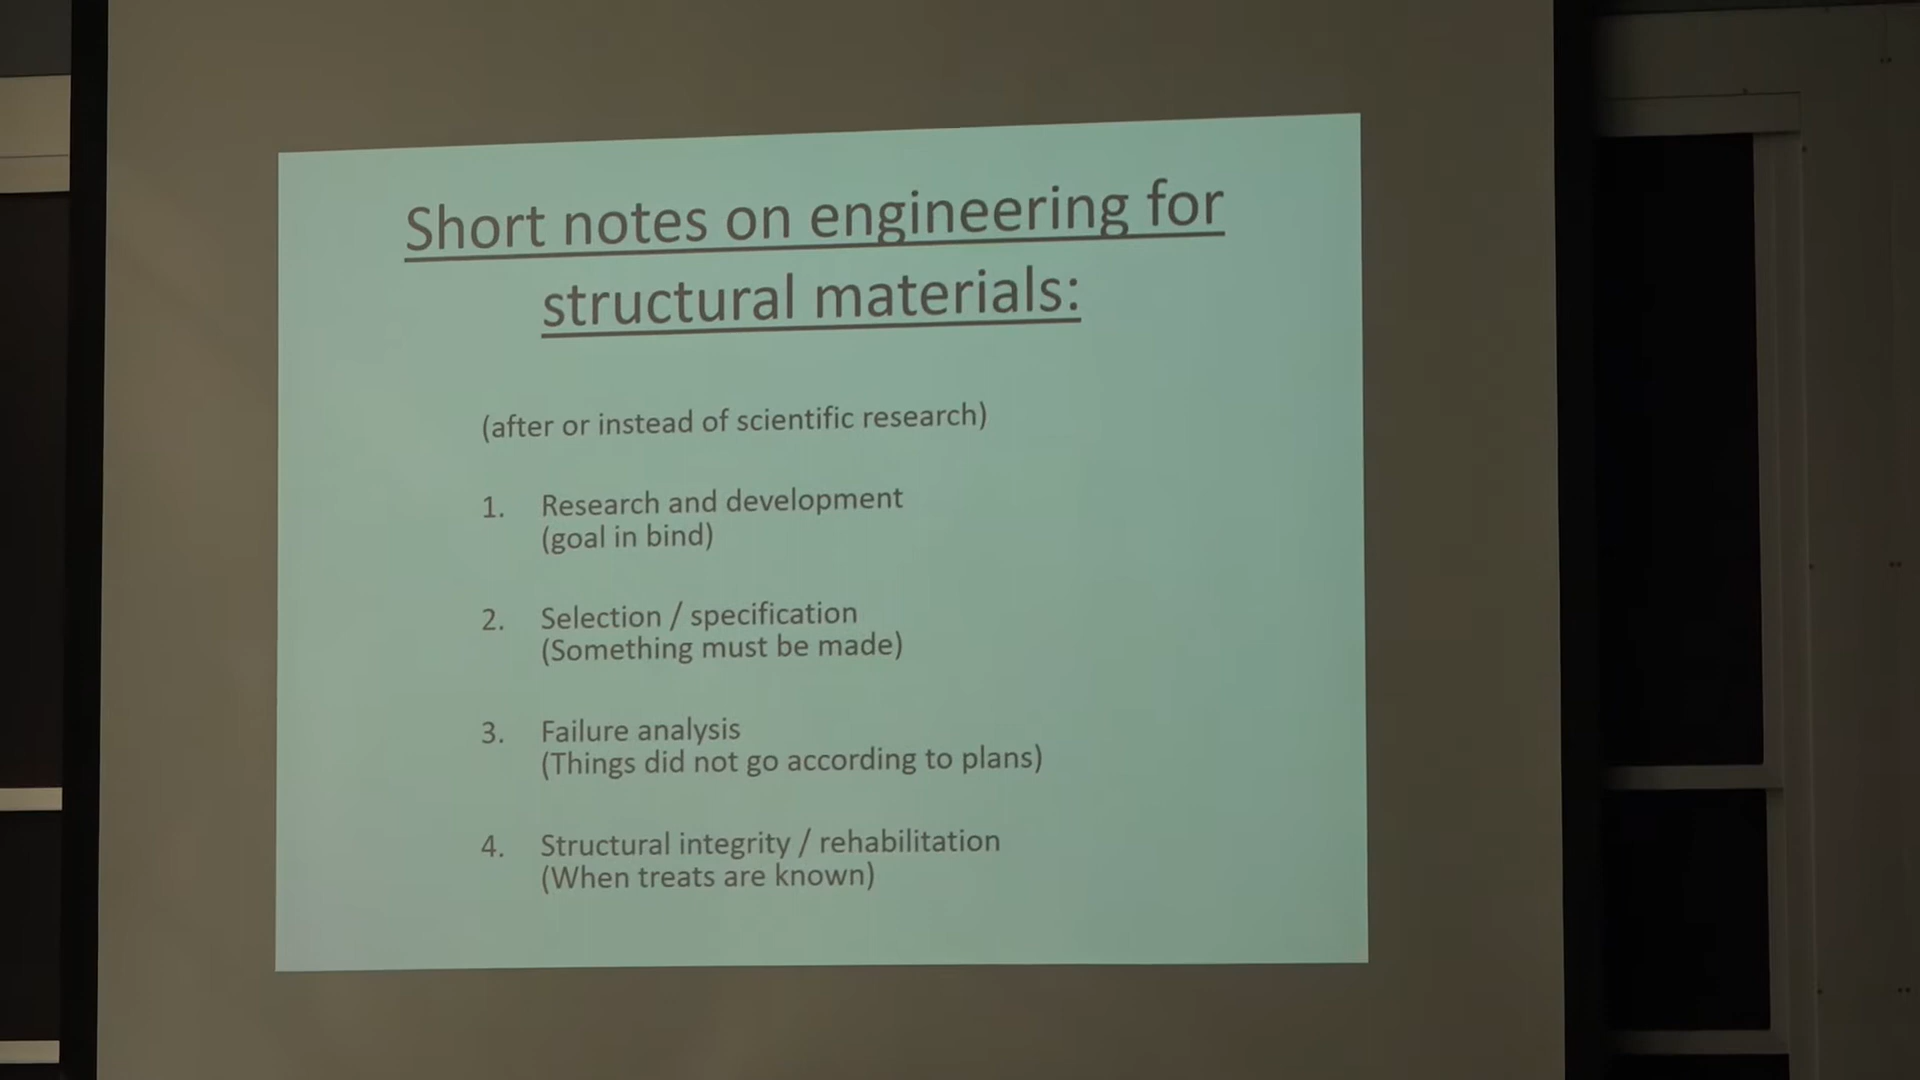 Short notes on engineering for
structural materials:
(after or instead of scientific research)
1. Research and development
(goal in bind)
2. Selection / specification
(Something must be made)
3. Failure analysis
(Things did not go according to plans)
4. Structural integrity / rehabilitation
(When treats are known)